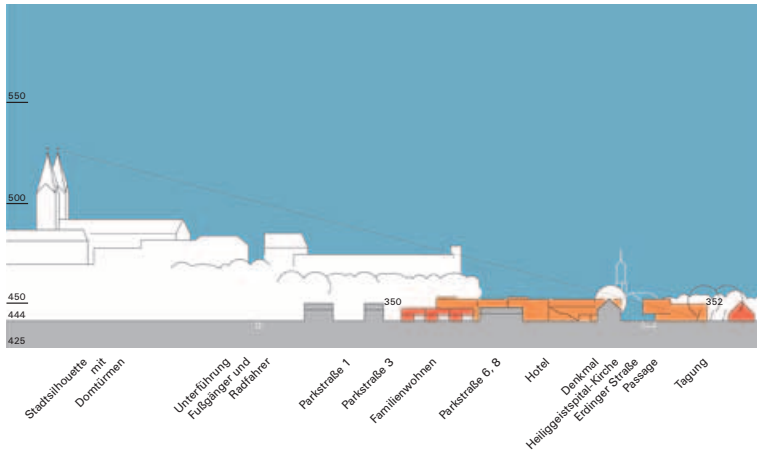 550
500
450
444
425
350
352
Stadtsilhouette mit
Domtürmen
Unterführung
Fußgänger und
Radfahrer
Parkstraße 1
Parkstraße 3
Familienwohnen
Parkstraße 6, 8
Hotel
Denkmal
Heiliggeistspital-Kirche
Erdinger Straße
Passage
Tagung